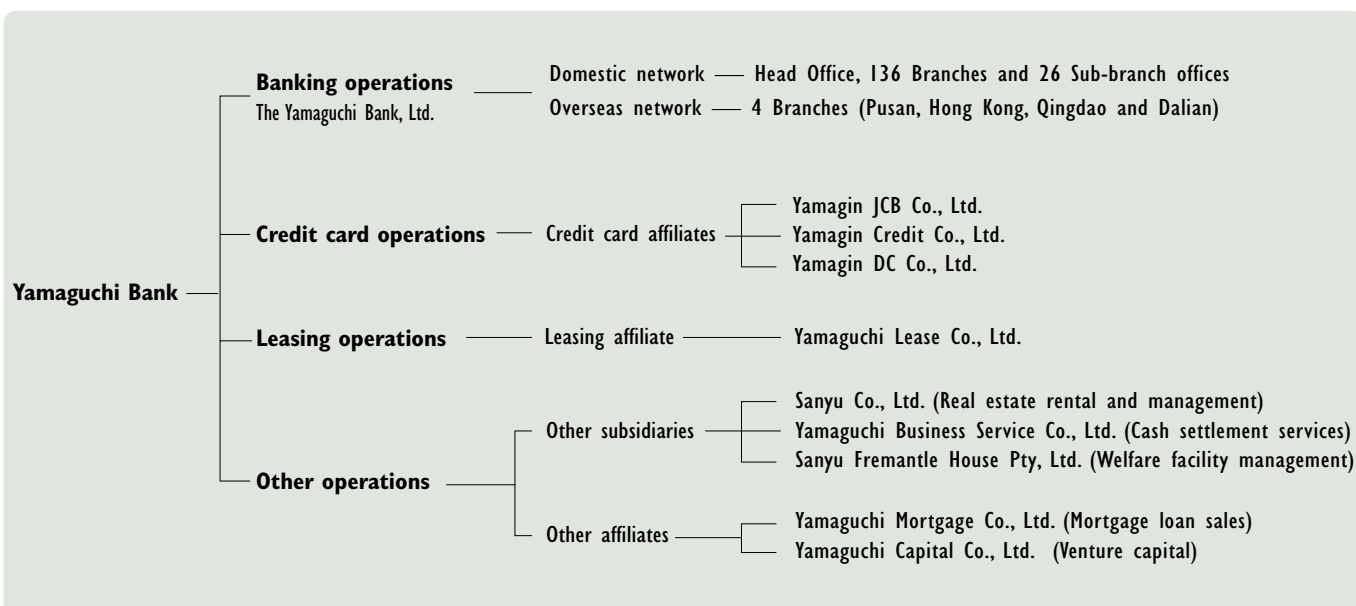 Yamaguchi Bank
Banking operations
The Yamaguchi Bank, Ltd.
Domestic network — Head Office, 136 Branches and 26 Sub-branch offices
Overseas network — 4 Branches (Pusan, Hong Kong, Qingdao and Dalian)
Credit card operations
Credit card affiliates
Yamagin JCB Co., Ltd.
Yamagin Credit Co., Ltd.
Yamagin DC Co., Ltd.
Leasing operations
Leasing affiliate
Yamaguchi Lease Co., Ltd.
Other operations
Other subsidiaries
Sanyu Co., Ltd. (Real estate rental and management)
Yamaguchi Business Service Co., Ltd. (Cash settlement services)
Sanyu Fremantle House Pty, Ltd. (Welfare facility management)
Other affiliates
Yamaguchi Mortgage Co., Ltd. (Mortgage loan sales)
Yamaguchi Capital Co., Ltd. (Venture capital)